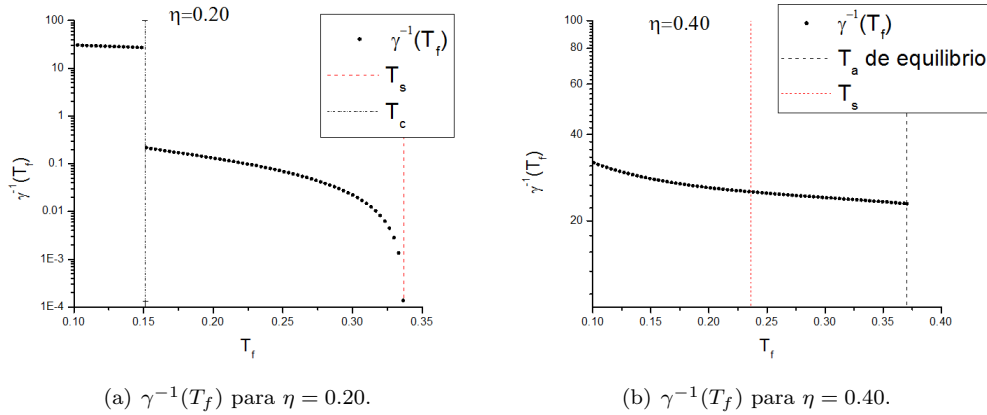 η=0.20
γ⁻¹(T_f)
T_s
T_c
100
10
1
0.1
0.01
1E-3
1E-4
γ⁻¹(T_f)
0.10 0.15 0.20 0.25 0.30 0.35
T_f
(a) γ⁻¹(T_f) para η = 0.20.
η=0.40
γ⁻¹(T_f)
T_a de equilibrio
T_s
100
80
60
40
20
γ⁻¹(T_f)
0.10 0.15 0.20 0.25 0.30 0.35 0.40
T_f
(b) γ⁻¹(T_f) para η = 0.40.